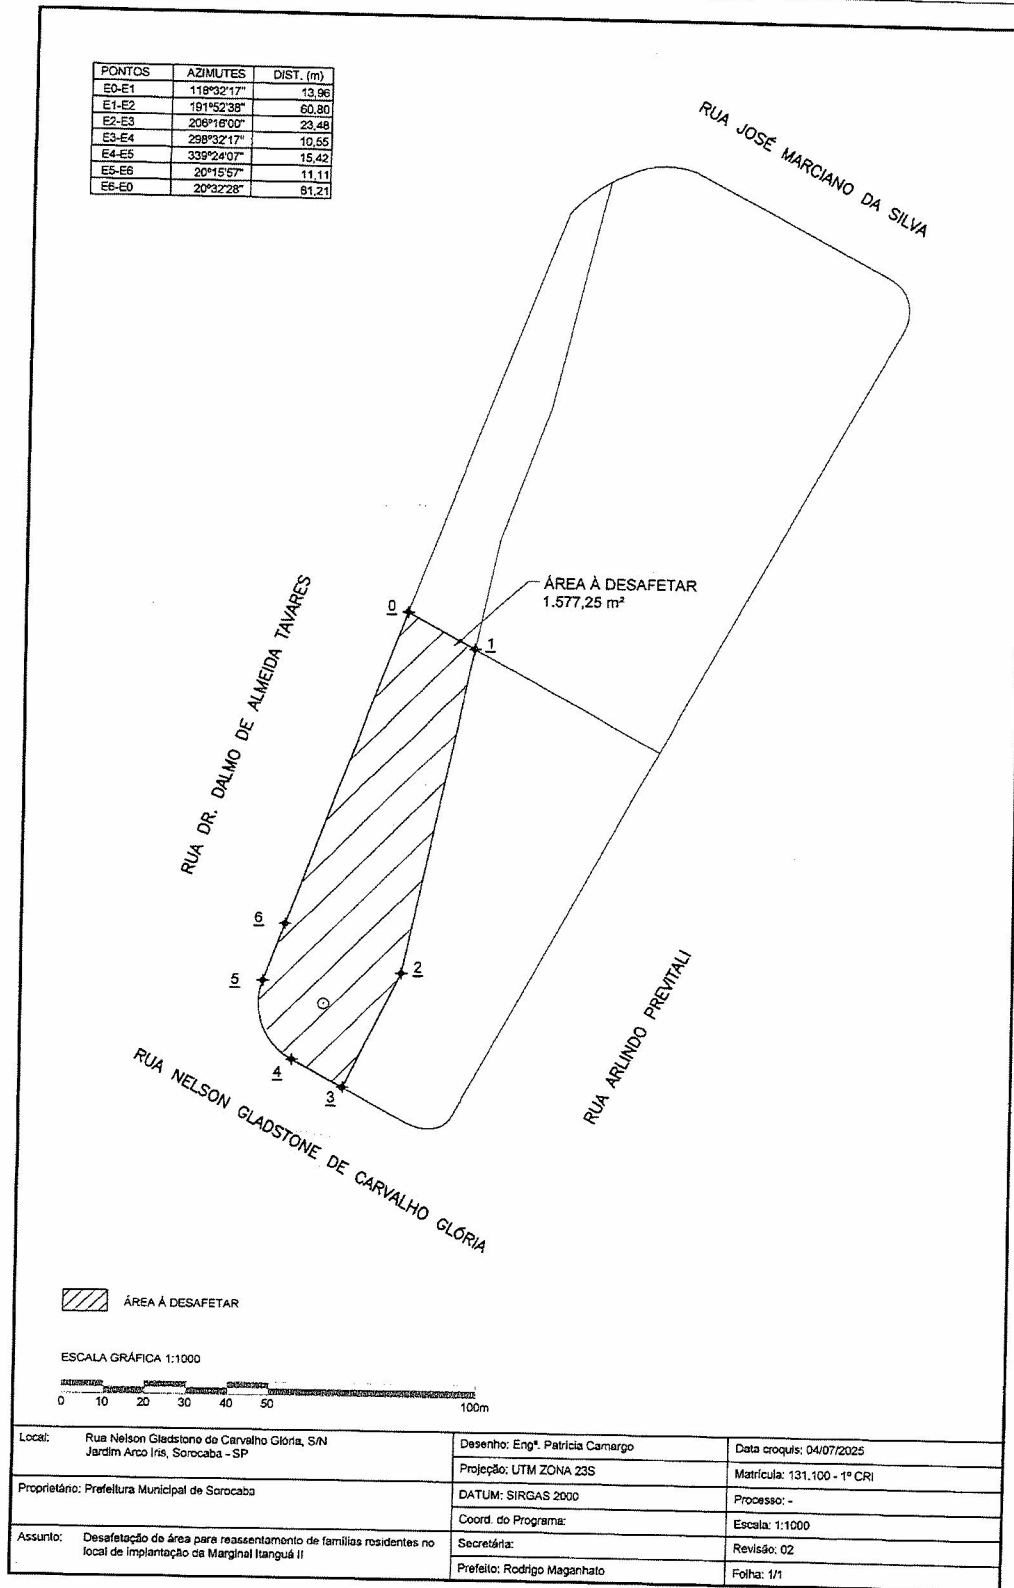 PONTOS AZIMUTES DIST. (m)
E0-E1 118°32'17" 13,96
E1-E2 191°52'38" 60,80
E2-E3 206°16'00" 23,48
E3-E4 298°32'17" 10,55
E4-E5 339°24'07" 15,42
E5-E6 20°15'57" 11,11
E6-E0 20°32'28" 61,21
RUA JOSÉ MARCIANO DA SILVA
ÁREA À DESAFETAR
1.577,25 m²
0
1
RUA DR. DALMO DE ALMEIDA TAVARES
6
5
2
4
3
RUA ARLINDO PREVITALI
RUA NELSON GLADSTONE DE CARVALHO GLÓRIA
ÁREA À DESAFETAR
ESCALA GRÁFICA 1:1000
0 10 20 30 40 50 100m
Local: Rua Nelson Gladstone de Carvalho Glória, S/N
Jardim Arco Iris, Sorocaba - SP
Desenho: Engª. Patricia Camargo
Data croquis: 04/07/2025
Projeção: UTM ZONA 23S
Matrícula: 131.100 - 1º CRI
Proprietário: Prefeitura Municipal de Sorocaba
DATUM: SIRGAS 2000
Processo: -
Coord. do Programa:
Escala: 1:1000
Assunto: Desafetação de área para reassentamento de famílias residentes no
local de implantação da Marginal Itanguá II
Secretária:
Revisão: 02
Prefeito: Rodrigo Maganhato
Folha: 1/1